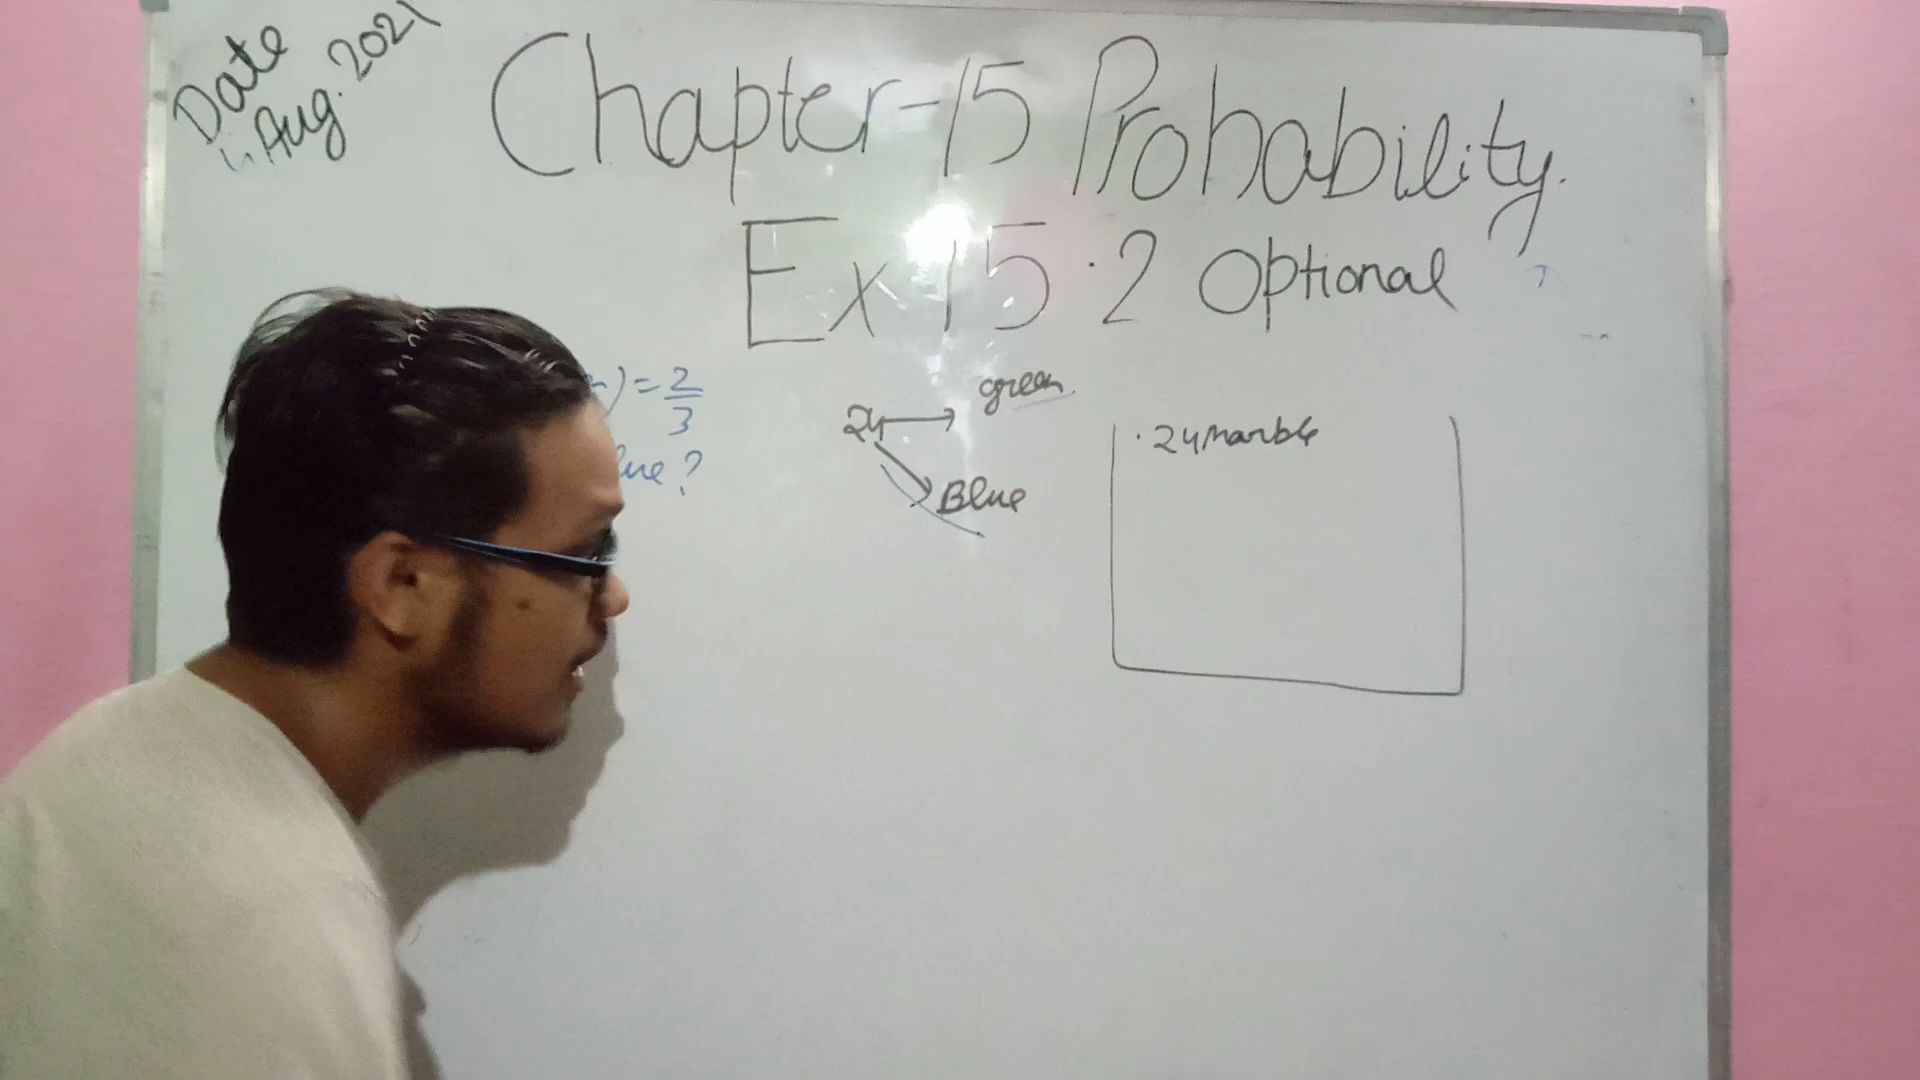 Date
Aug. 2021
Chapter-15 Probability.
Ex 15.2 Optional
) = 2/3
?
24 → green
Blue
24 marble